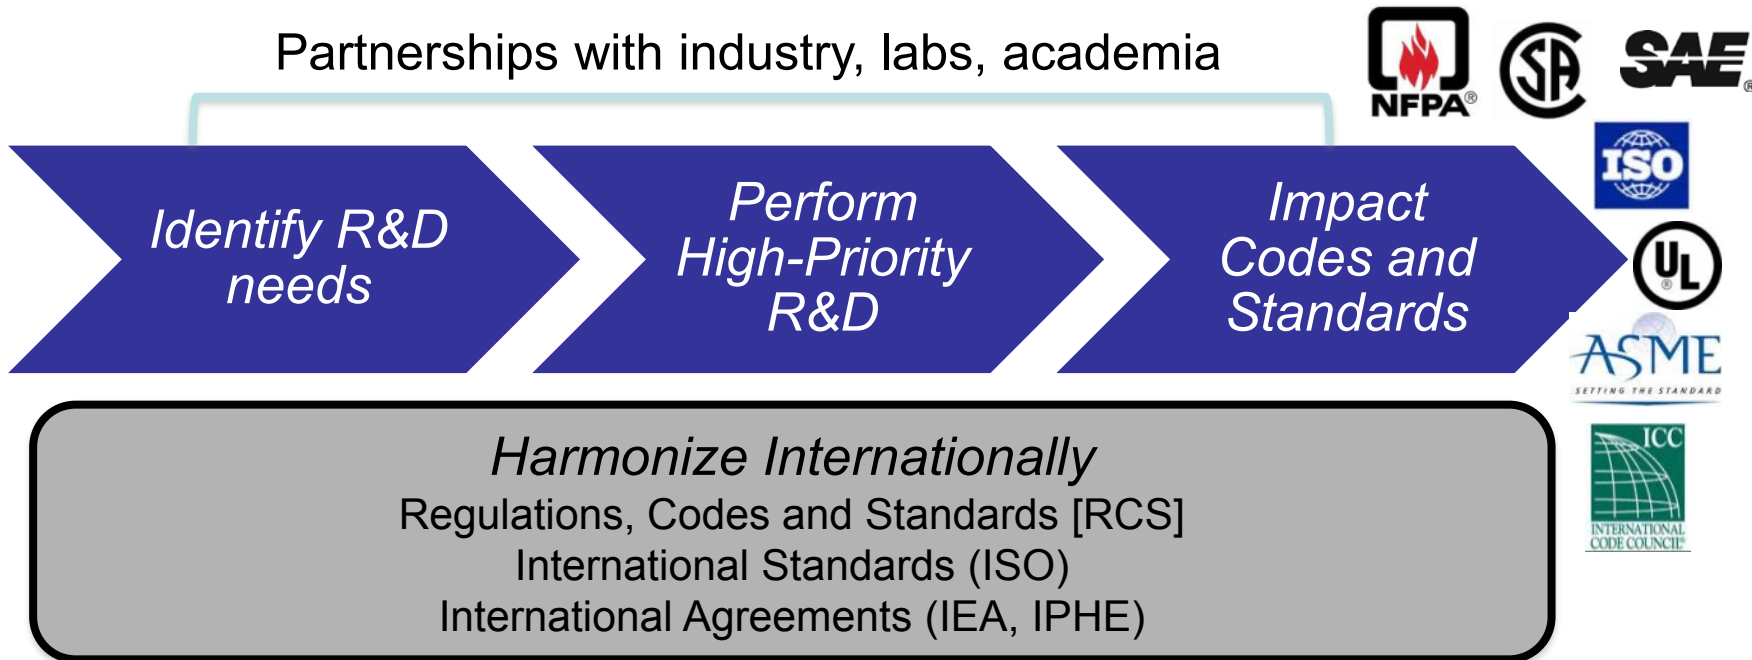 Partnerships with industry, labs, academia
NFPA®
CSA
SAE®
Identify R&D
needs
Perform
High-Priority
R&D
Impact
Codes and
Standards
ISO
UL®
ASME
SETTING THE STANDARD
ICC
INTERNATIONAL
CODE COUNCIL®
Harmonize Internationally
Regulations, Codes and Standards [RCS]
International Standards (ISO)
International Agreements (IEA, IPHE)